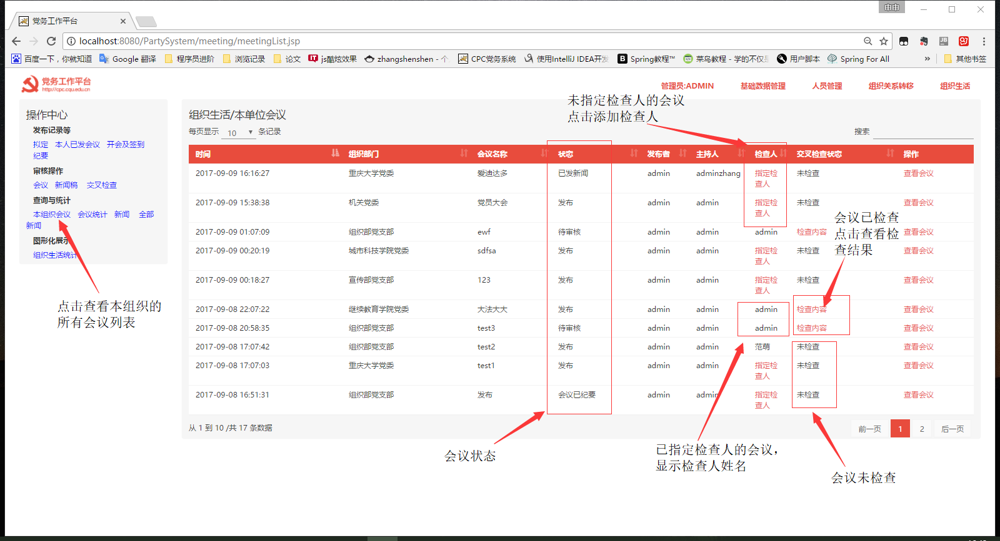 申申
党务工作平台
localhost:8080/PartySystem/meeting/meetingList.jsp
百度一下，你就知道 Google 翻译 程序员进阶 浏览记录 论文 js酷炫效果 zhangshenshen - 个 CPC党务系统 使用IntelliJ IDEA开发 Spring教程™ 菜鸟教程 - 学的不仅是 用户脚本 Spring For All » 其他书签
党务工作平台
http://cpc.cqu.edu.cn
管理员:ADMIN 基础数据管理 人员管理 组织关系转移 组织生活
未指定检查人的会议
点击添加检查人
操作中心
发布记录等
拟定 本人已发会议 开会及签到
纪要
审核操作
会议 新闻稿 交叉检查
查询与统计
本组织会议 会议统计 新闻 全部
新闻
图形化展示
组织生活统计
点击查看本组织的
所有会议列表
组织生活/本单位会议
每页显示 10 条记录
搜索
时间 组织部门 会议名称 状态 发布者 主持人 检查人 交叉检查状态 操作
2017-09-09 16:16:27 重庆大学党委 爱迪达多 已发新闻 admin adminzhang 指定检 未检查 查看会议
查人
2017-09-09 15:38:38 机关党委 党员大会 发布 admin admin 指定检 未检查 查看会议
查人
2017-09-09 01:07:09 组织部党支部 ewf 待审核 admin admin admin 检查内容 查看会议
2017-09-09 00:20:19 城市科技学院党委 sdfsa 发布 admin admin 指定检 未检查 查看会议
查人
2017-09-09 00:18:27 宣传部党支部 123 发布 admin admin 指定检 未检查 查看会议
查人
2017-09-08 22:07:22 继续教育学院党委 大法大大 发布 admin admin admin 检查内容 查看会议
2017-09-08 20:58:35 组织部党支部 test3 待审核 admin admin admin 检查内容 查看会议
2017-09-08 17:07:42 组织部党支部 test2 发布 admin admin 范萌 未检查 查看会议
2017-09-08 17:07:03 重庆大学党委 test1 发布 admin admin 指定检 未检查 查看会议
查人
2017-09-08 16:51:31 组织部党支部 发布 会议已纪要 admin admin 指定检 未检查 查看会议
查人
会议已检查
点击查看检
查结果
从 1 到 10 /共 17 条数据
前一页 1 2 后一页
会议状态
已指定检查人的会议，
显示检查人姓名
会议未检查